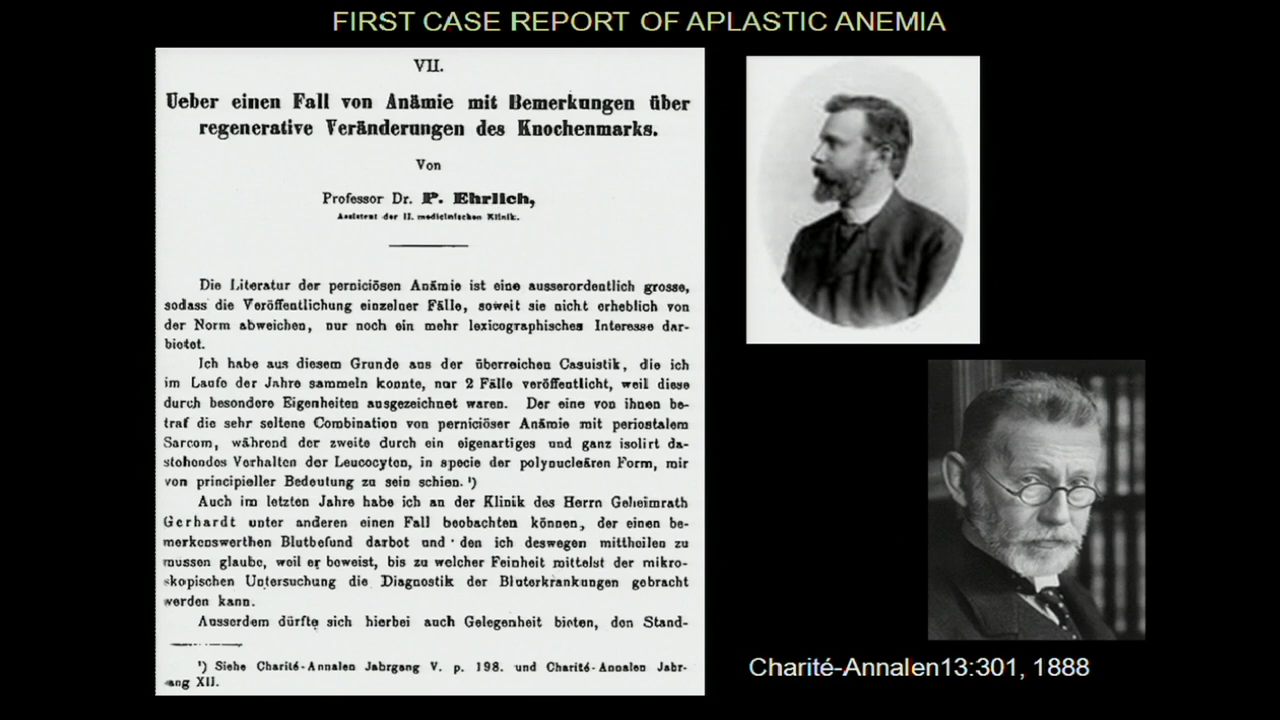 FIRST CASE REPORT OF APLASTIC ANEMIA
VII.
Ueber einen Fall von Anämie mit Bemerkungen über
regenerative Veränderungen des Knochenmarks.
Von
Professor Dr. P. Ehrlich,
Assistent der II. medicinischen Klinik.
Die Literatur der perniciösen Anämie ist eine ausserordentlich grosse,
sodass die Veröffentlichung einzelner Fälle, soweit sie nicht erheblich von
der Norm abweichen, nur noch ein mehr lexicographisches Interesse dar-
bietet.
Ich habe aus diesem Grunde aus der überreichen Casuistik, die ich
im Laufe der Jahre sammeln konnte, nur 2 Fälle veröffentlicht, weil diese
durch besondere Eigenheiten ausgezeichnet waren. Der eine von ihnen be-
traf die sehr seltene Combination von perniciöser Anämie mit periostalem
Sarcom, während der zweite durch ein eigenartiges und ganz isolirt da-
stehendes Verhalten der Leucocyten, in specie der polynucleären Form, mir
von principieller Bedeutung zu sein schien.¹)
Auch im letzten Jahre habe ich an der Klinik des Herrn Geheimrath
Gerhardt unter anderen einen Fall beobachten können, der einen be-
merkenswerthen Blutbefund darbot und den ich deswegen mittheilen zu
müssen glaube, weil er beweist, bis zu welcher Feinheit mittelst der mikro-
skopischen Untersuchung die Diagnostik der Bluterkrankungen gebracht
werden kann.
Ausserdem dürfte sich hierbei auch Gelegenheit bieten, den Stand-
¹) Siehe Charité-Annalen Jahrgang V. p. 198. und Charité-Annalen Jahr-
gang XII.
Charité-Annalen13:301, 1888